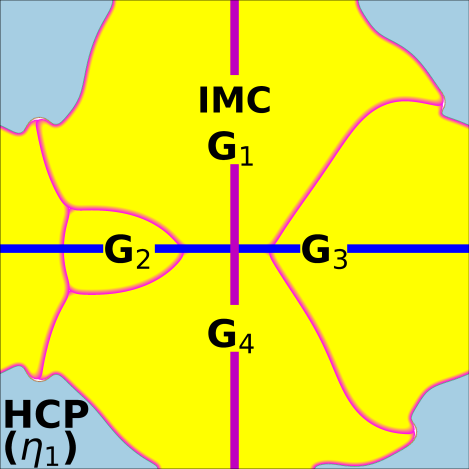 IMC
G₁
G₂ G₃
G₄
HCP
(η₁)